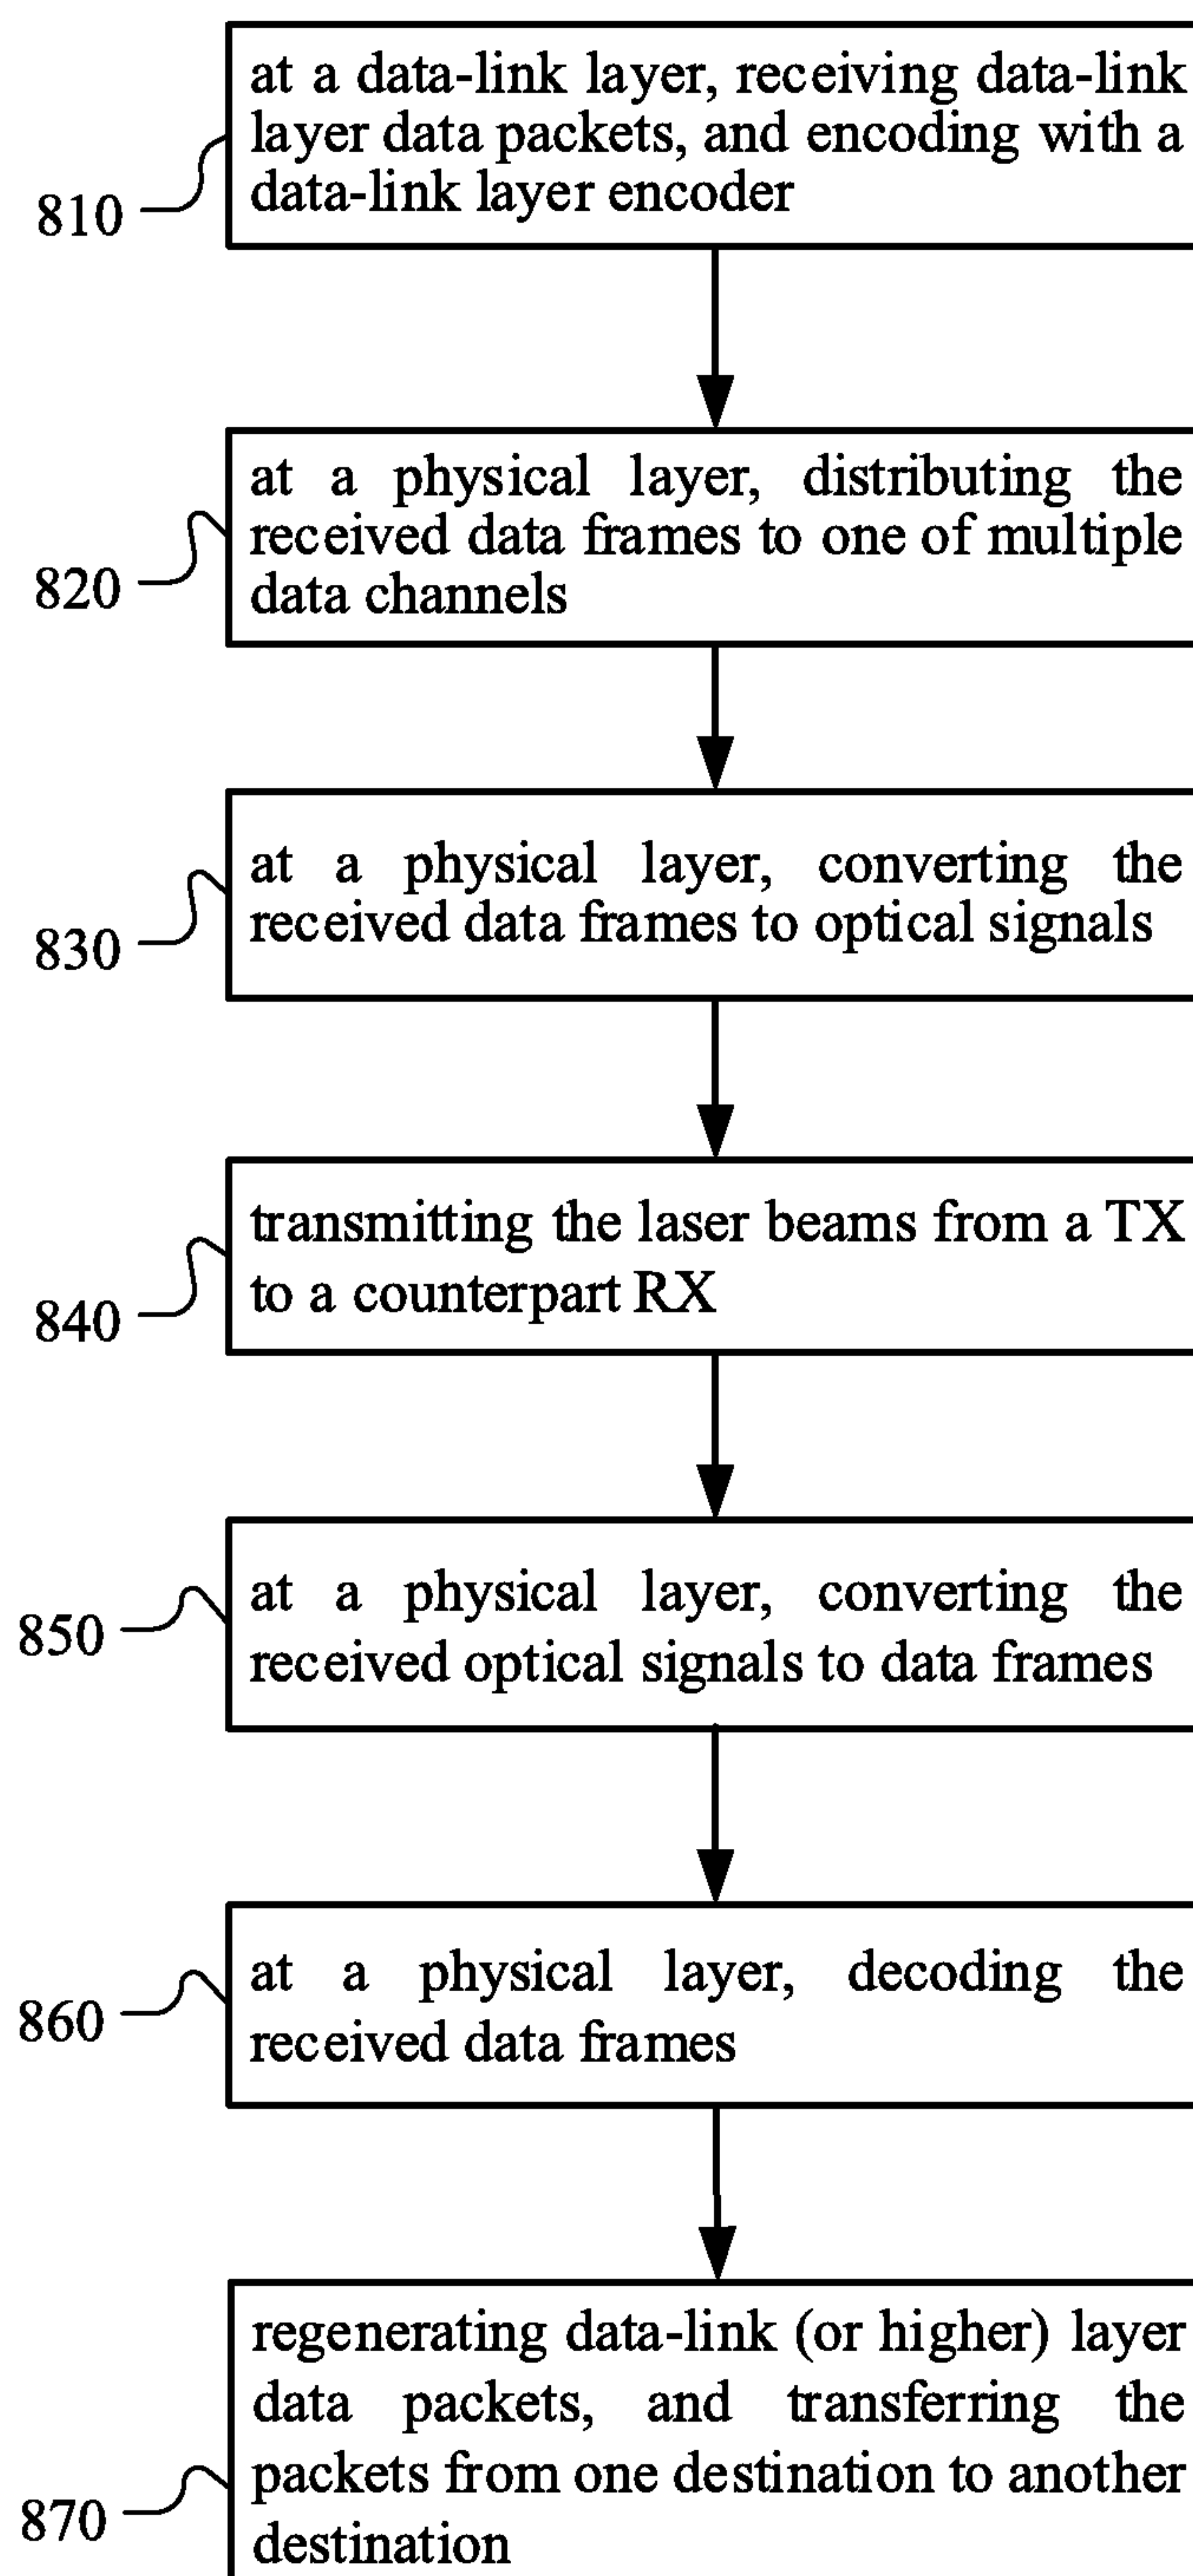 at a data-link layer, receiving data-link
layer data packets, and encoding with a
data-link layer encoder
810
at a physical layer, distributing the
received data frames to one of multiple
data channels
820
at a physical layer, converting the
received data frames to optical signals
830
transmitting the laser beams from a TX
to a counterpart RX
840
at a physical layer, converting the
received optical signals to data frames
850
at a physical layer, decoding the
received data frames
860
regenerating data-link (or higher) layer
data packets, and transferring the
packets from one destination to another
destination
870